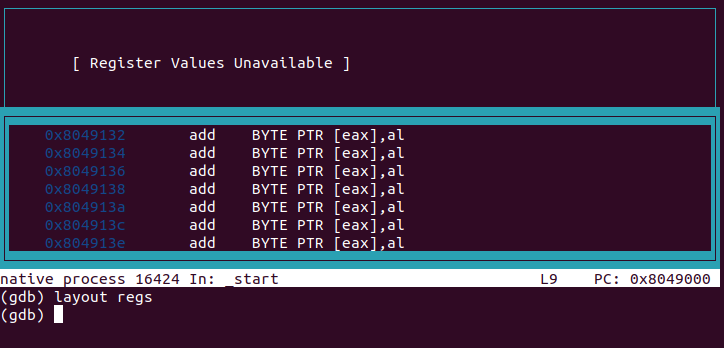 [ Register Values Unavailable ]
0x8049132 add BYTE PTR [eax],al
0x8049134 add BYTE PTR [eax],al
0x8049136 add BYTE PTR [eax],al
0x8049138 add BYTE PTR [eax],al
0x804913a add BYTE PTR [eax],al
0x804913c add BYTE PTR [eax],al
0x804913e add BYTE PTR [eax],al
native process 16424 In: _start L9 PC: 0x8049000
(gdb) layout regs
(gdb)